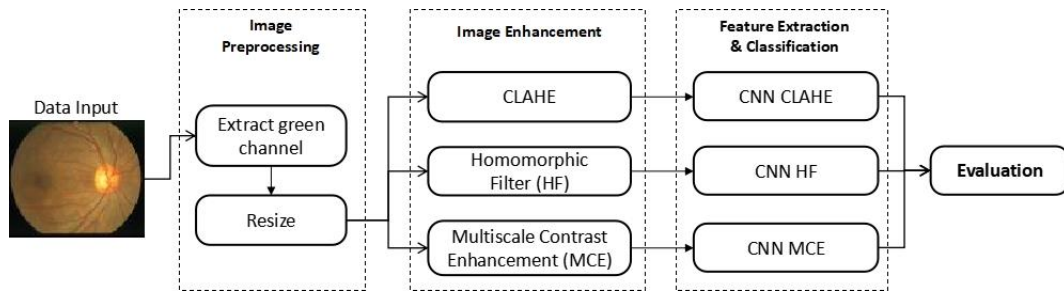 Data Input
Image
Preprocessing
Extract green
channel
Resize
Image Enhancement
CLAHE
Homomorphic
Filter (HF)
Multiscale Contrast
Enhancement (MCE)
Feature Extraction
& Classification
CNN CLAHE
CNN HF
CNN MCE
Evaluation